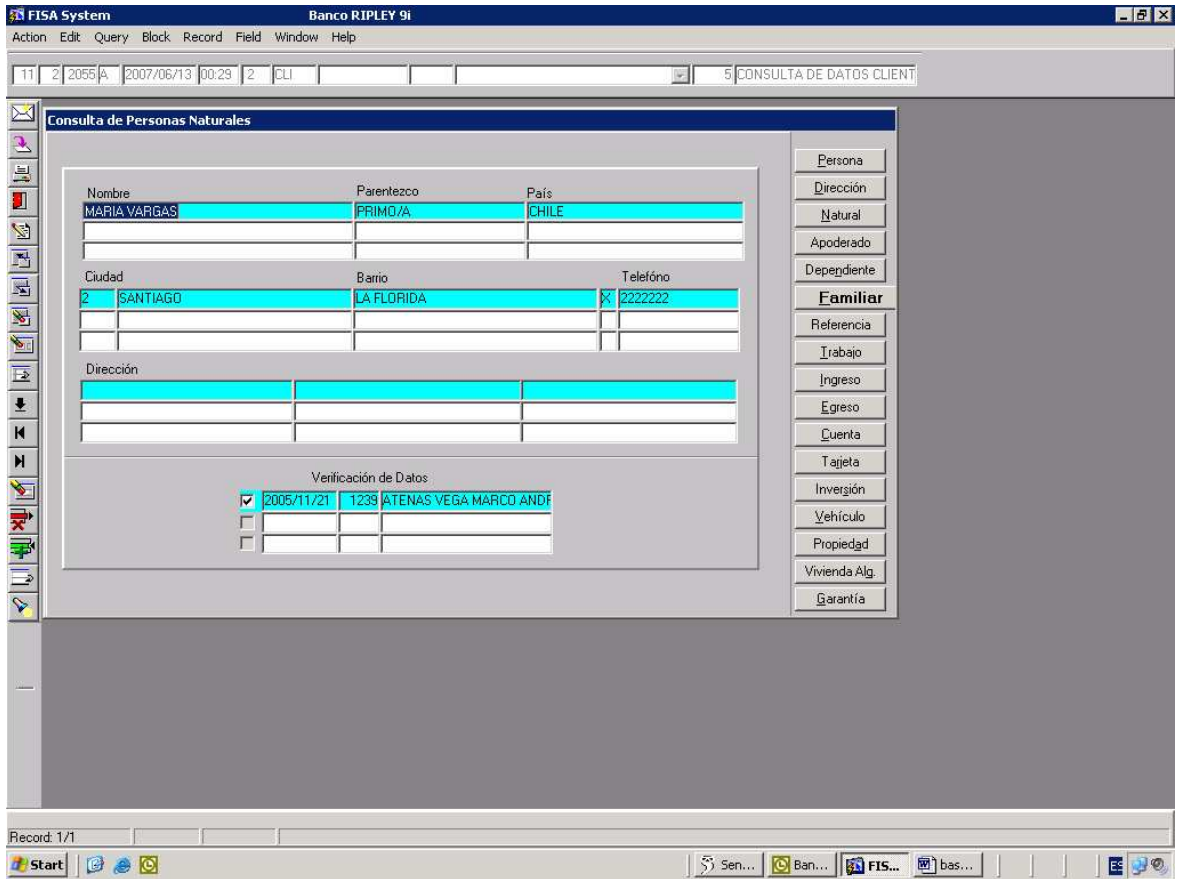 FISA System Banco RIPLEY 9i
Action Edit Query Block Record Field Window Help
11 2 2055 A 2007/06/13 00:29 2 CLI 5 CONSULTA DE DATOS CLIENT
Consulta de Personas Naturales
Nombre Parentezco País
MARIA VARGAS PRIMO/A CHILE
Ciudad Barrio Telefóno
2 SANTIAGO LA FLORIDA X 2222222
Dirección
Verificación de Datos
2005/11/21 1239 ATENAS VEGA MARCO ANDR
Persona
Dirección
Natural
Apoderado
Dependiente
Familiar
Referencia
Trabajo
Ingreso
Egreso
Cuenta
Tarjeta
Inversión
Vehículo
Propiedad
Vivienda Alg.
Garantía
Record: 1/1
Start Sen... Ban... FIS... bas... ES